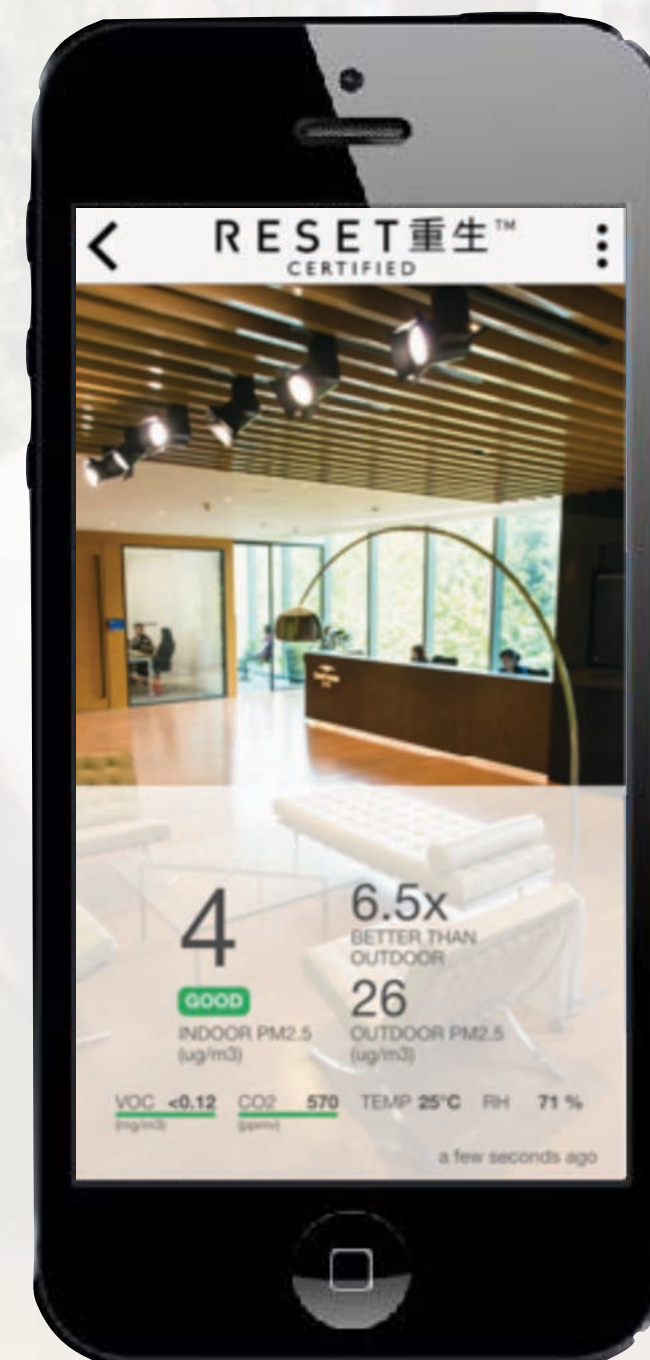 RESET重生™
CERTIFIED
4
GOOD
INDOOR PM2.5
(ug/m3)
6.5x
BETTER THAN
OUTDOOR
26
OUTDOOR PM2.5
(ug/m3)
VOC <0.12 CO2 570 TEMP 25°C RH 71 %
(mg/m3) (ppmv)
a few seconds ago